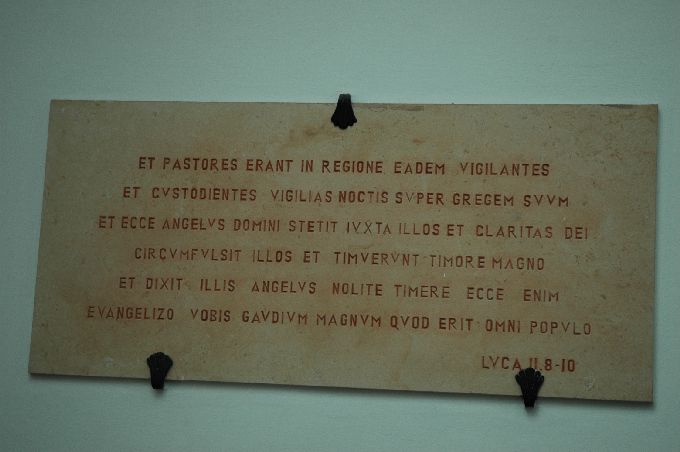 ET PASTORES ERANT IN REGIONE EADEM VIGILANTES
ET CVSTODIENTES VIGILIAS NOCTIS SVPER GREGEM SVVM
ET ECCE ANGELVS DOMINI STETIT IVXTA ILLOS ET CLARITAS DEI
CIRCVMFVLSIT ILLOS ET TIMVERVNT TIMORE MAGNO
ET DIXIT ILLIS ANGELVS NOLITE TIMERE ECCE ENIM
EVANGELIZO VOBIS GAVDIVM MAGNVM QVOD ERIT OMNI POPVLO
LVCA II.8-10